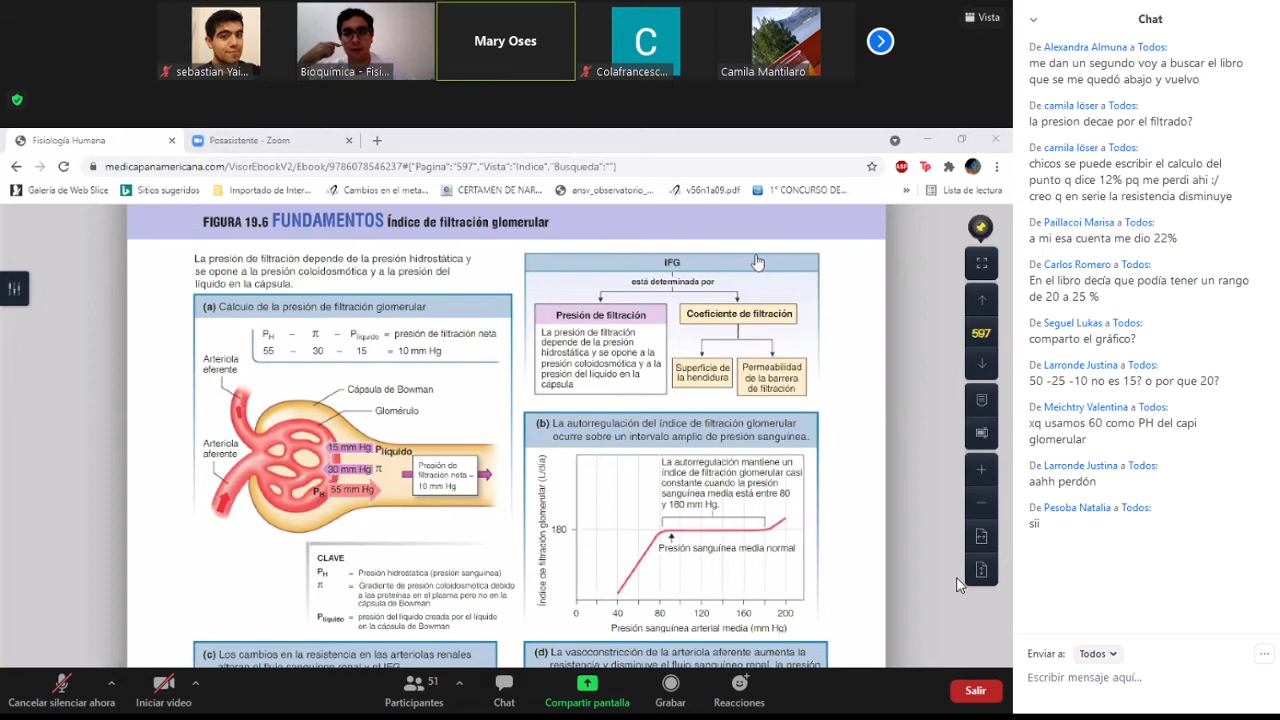 Vista
Mary Oses
C
sebastian Yai...
Bioquímica - Fisi...
Colafrancesc...
Camila Mantilaro
Fisiología Humana
Posasistente - Zoom
medicapanamericana.com/VisorEbookV2/Ebook/9786078546237#{"Pagina":"597","Vista":"Indice","Busqueda":""}
Galería de Web Slice
Sitios sugeridos
Importado de Inter...
Cambios en el meta...
CERTAMEN DE NAR...
ansv_observatorio_...
v56n1a09.pdf
1° CONCURSO DE...
»
Lista de lectura
FIGURA 19.6 FUNDAMENTOS Índice de filtración glomerular
La presión de filtración depende de la presión hidrostática y
se opone a la presión coloidosmótica y a la presión del
líquido en la cápsula.
(a) Cálculo de la presión de filtración glomerular
PH – π – Plíquido = presión de filtración neta
55 – 30 – 15 = 10 mm Hg
Arteriola
eferente
Cápsula de Bowman
Glomérulo
Arteriola
aferente
15 mm Hg Plíquido
30 mm Hg π
PH 55 mm Hg
Presión de
filtración neta =
10 mm Hg
CLAVE
PH = Presión hidrostática (presión sanguínea)
π = Gradiente de presión coloidosmótica debido
a las proteínas en el plasma pero no en la
cápsula de Bowman
Plíquido = presión del líquido creada por el líquido
en la cápsula de Bowman
(c) Los cambios en la resistencia en las arteriolas renales
alteran el flujo sanguíneo renal y el IFG
IFG
está determinada por
Presión de filtración
La presión de filtración
depende de la presión
hidrostática y se opone a la
presión coloidosmótica y a la
presión del líquido en la
cápsula
Coeficiente de filtración
Superficie de
la hendidura
Permeabilidad
de la barrera
de filtración
(b) La autorregulación del índice de filtración glomerular
ocurre sobre un intervalo amplio de presión sanguínea.
Índice de filtración glomerular (L/día)
La autorregulación mantiene un
índice de filtración glomerular casi
constante cuando la presión
sanguínea media está entre 80
y 180 mm Hg.
180
Presión sanguínea media normal
0 40 80 120 160 200
Presión sanguínea arterial media (mm Hg)
(d) La vasoconstricción de la arteriola aferente aumenta la
resistencia y disminuye el flujo sanguíneo renal, la presión
597
Chat
De Alexandra Almuna a Todos:
me dan un segundo voy a buscar el libro
que se me quedó abajo y vuelvo
De camila löser a Todos:
la presion decae por el filtrado?
De camila löser a Todos:
chicos se puede escribir el calculo del
punto q dice 12% pq me perdi ahi :/
creo q en serie la resistencia disminuye
De Paillacoi Marisa a Todos:
a mi esa cuenta me dio 22%
De Carlos Romero a Todos:
En el libro decía que podía tener un rango
de 20 a 25 %
De Seguel Lukas a Todos:
comparto el gráfico?
De Larronde Justina a Todos:
50 -25 -10 no es 15? o por que 20?
De Meichtry Valentina a Todos:
xq usamos 60 como PH del capi
glomerular
De Larronde Justina a Todos:
aahh perdón
De Pesoba Natalia a Todos:
sii
Enviar a: Todos
Escribir mensaje aquí...
Cancelar silenciar ahora
Iniciar video
51
Participantes
Chat
Compartir pantalla
Grabar
Reacciones
Salir